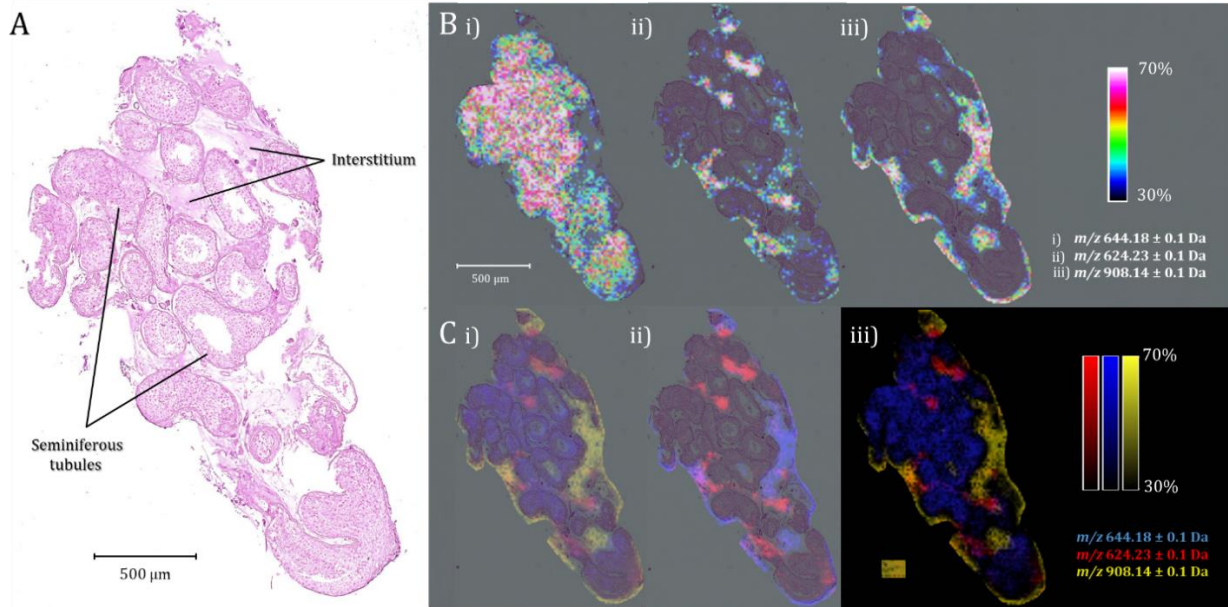 A
Interstitium
Seminiferous
tubules
500 µm
B i) ii) iii)
70%
30%
500 µm
i) m/z 644.18 ± 0.1 Da
ii) m/z 624.23 ± 0.1 Da
iii) m/z 908.14 ± 0.1 Da
C i) ii) iii)
70%
30%
m/z 644.18 ± 0.1 Da
m/z 624.23 ± 0.1 Da
m/z 908.14 ± 0.1 Da